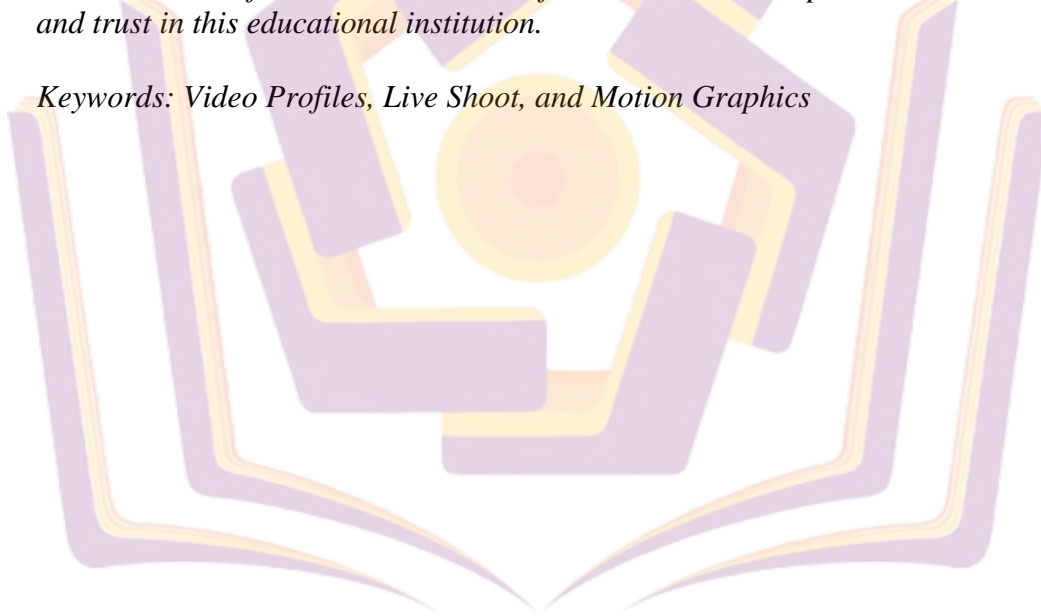 and trust in this educational institution.
Keywords: Video Profiles, Live Shoot, and Motion Graphics